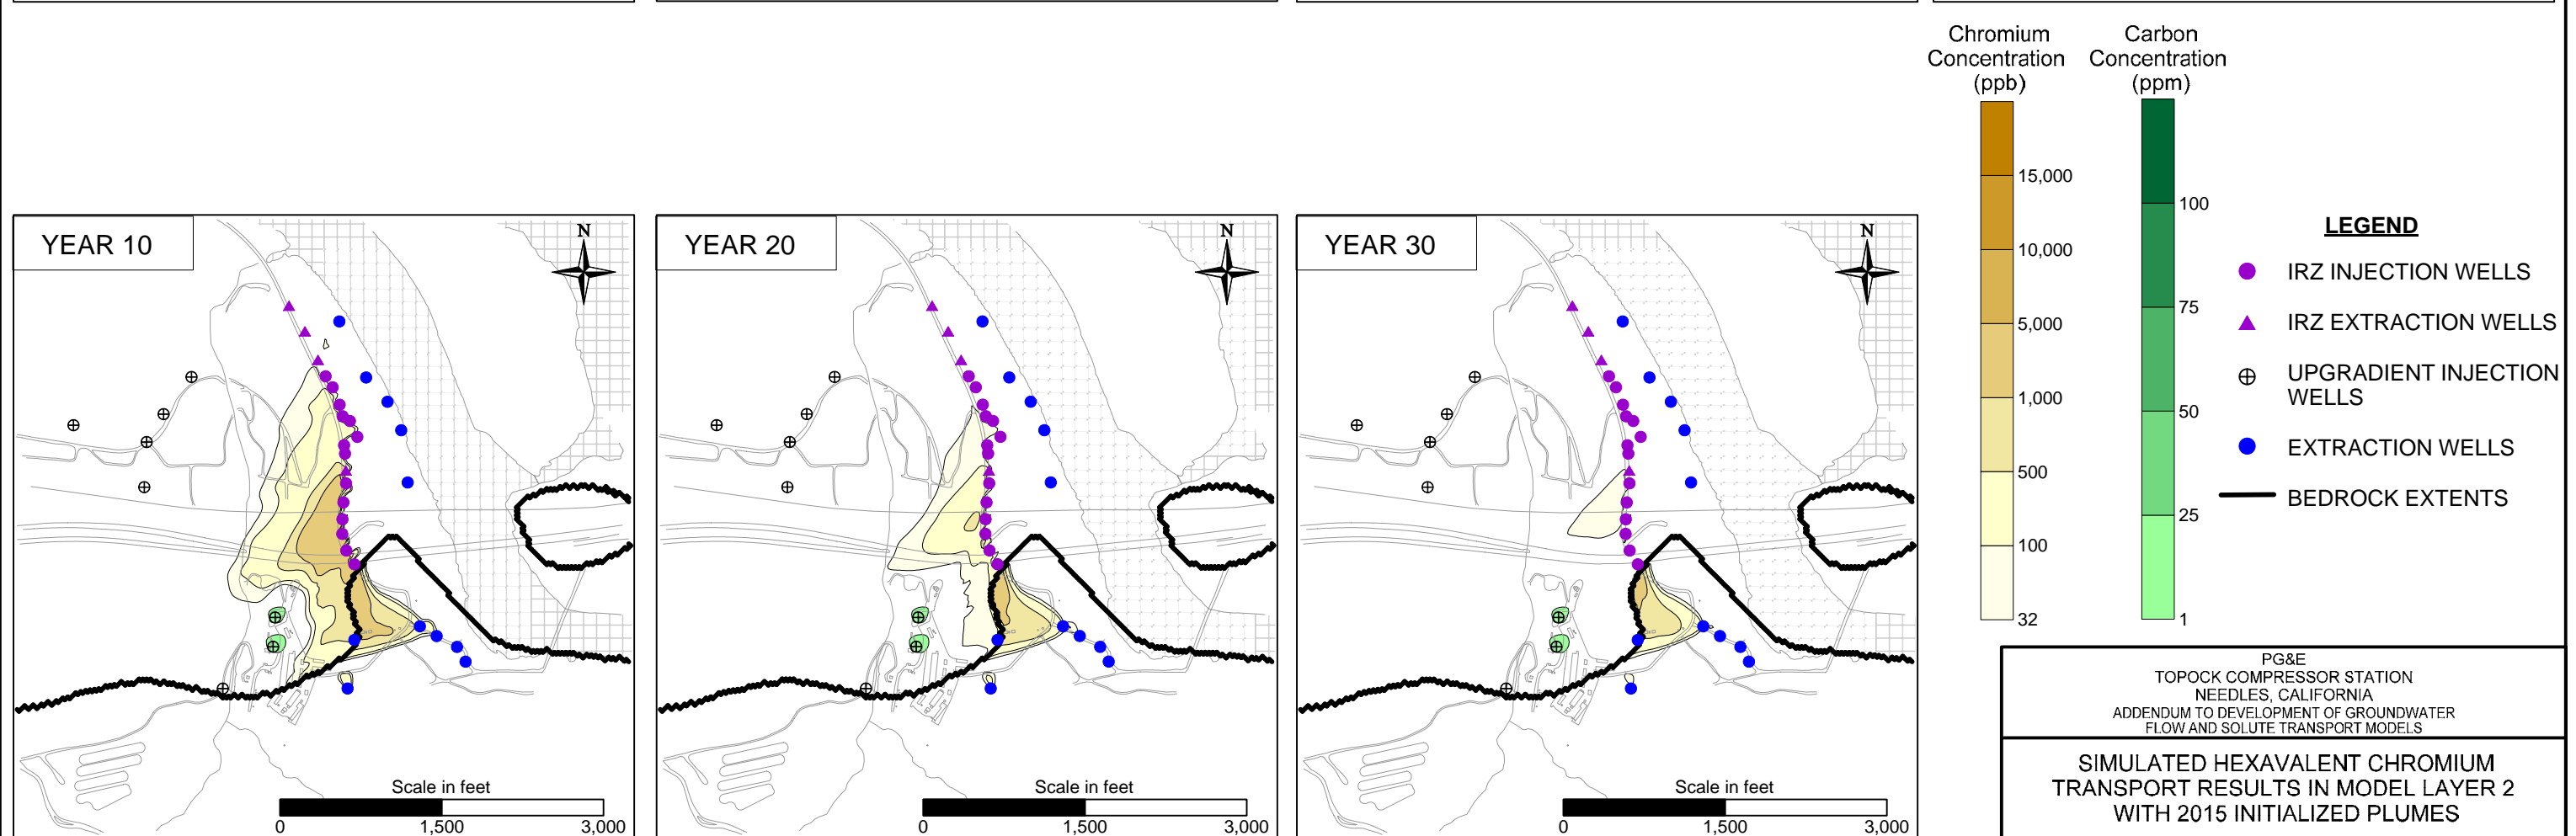 YEAR 10
N
Scale in feet
0 1,500 3,000
YEAR 20
N
Scale in feet
0 1,500 3,000
YEAR 30
N
Scale in feet
0 1,500 3,000
Chromium
Concentration
(ppb)
15,000
10,000
5,000
1,000
500
100
32
Carbon
Concentration
(ppm)
100
75
50
25
1
LEGEND
IRZ INJECTION WELLS
IRZ EXTRACTION WELLS
UPGRADIENT INJECTION
WELLS
EXTRACTION WELLS
BEDROCK EXTENTS
PG&E
TOPOCK COMPRESSOR STATION
NEEDLES, CALIFORNIA
ADDENDUM TO DEVELOPMENT OF GROUNDWATER
FLOW AND SOLUTE TRANSPORT MODELS
SIMULATED HEXAVALENT CHROMIUM
TRANSPORT RESULTS IN MODEL LAYER 2
WITH 2015 INITIALIZED PLUMES